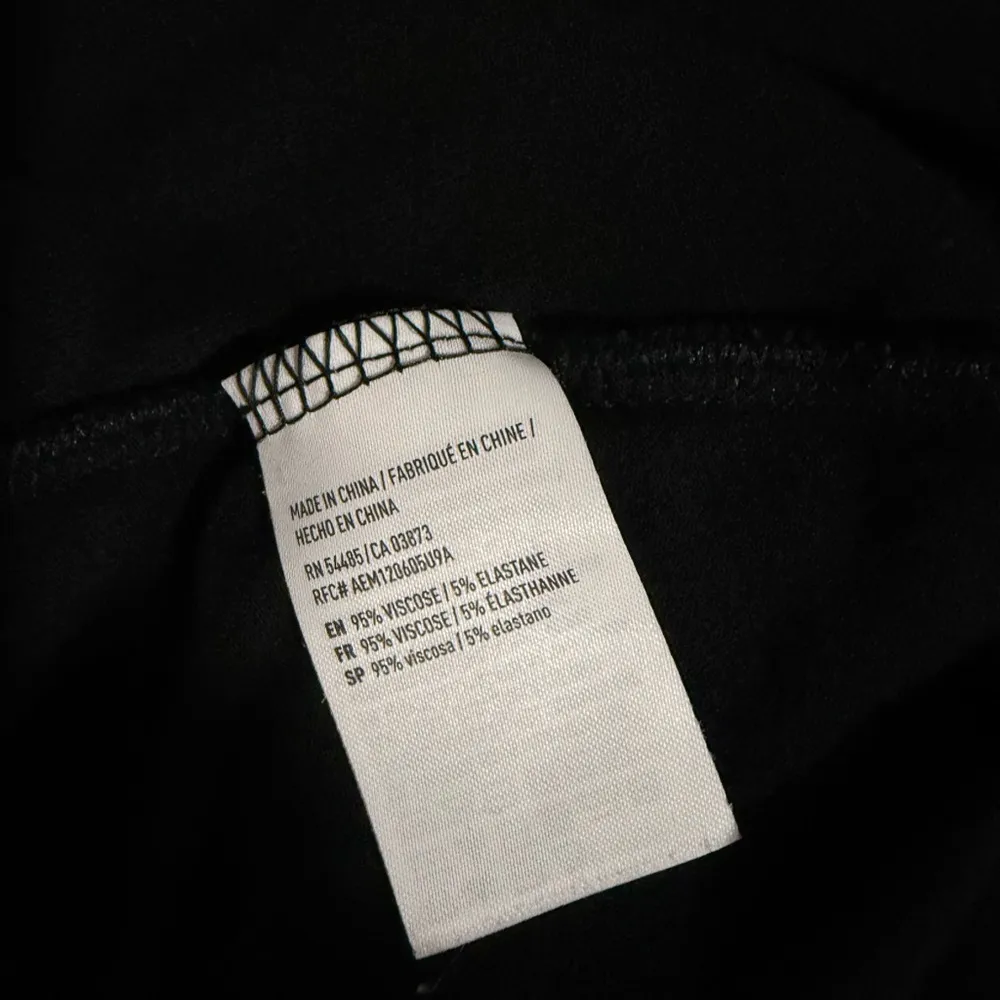 MADE IN CHINA / FABRIQUÉ EN CHINE /
HECHO EN CHINA
RN 54485 / CA 03873
RFC# AEM120605U9A
EN 95% VISCOSE / 5% ELASTANE
FR 95% VISCOSE / 5% ÉLASTHANNE
SP 95% viscosa / 5% elastano